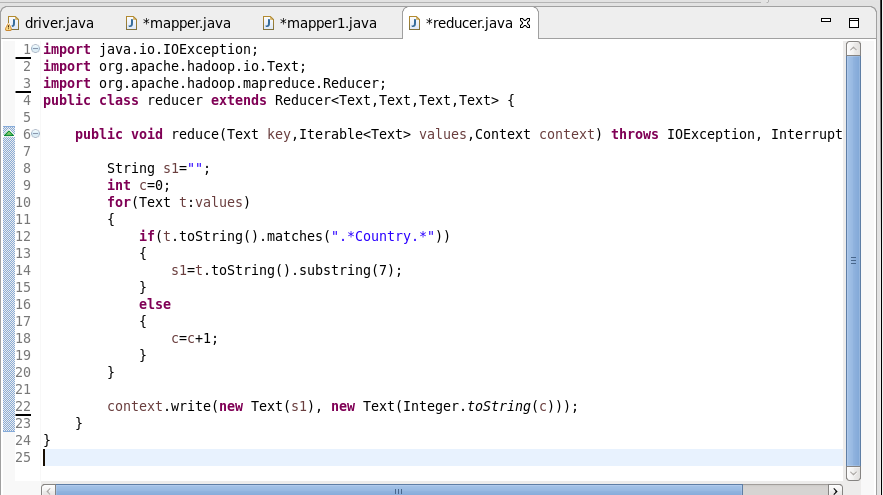 driver.java *mapper.java *mapper1.java *reducer.java
1 import java.io.IOException;
2 import org.apache.hadoop.io.Text;
3 import org.apache.hadoop.mapreduce.Reducer;
4 public class reducer extends Reducer<Text,Text,Text,Text> {
5
6 public void reduce(Text key,Iterable<Text> values,Context context) throws IOException, Interrupt
7
8 String s1="";
9 int c=0;
10 for(Text t:values)
11 {
12 if(t.toString().matches(".*Country.*"))
13 {
14 s1=t.toString().substring(7);
15 }
16 else
17 {
18 c=c+1;
19 }
20 }
21
22 context.write(new Text(s1), new Text(Integer.toString(c)));
23 }
24 }
25